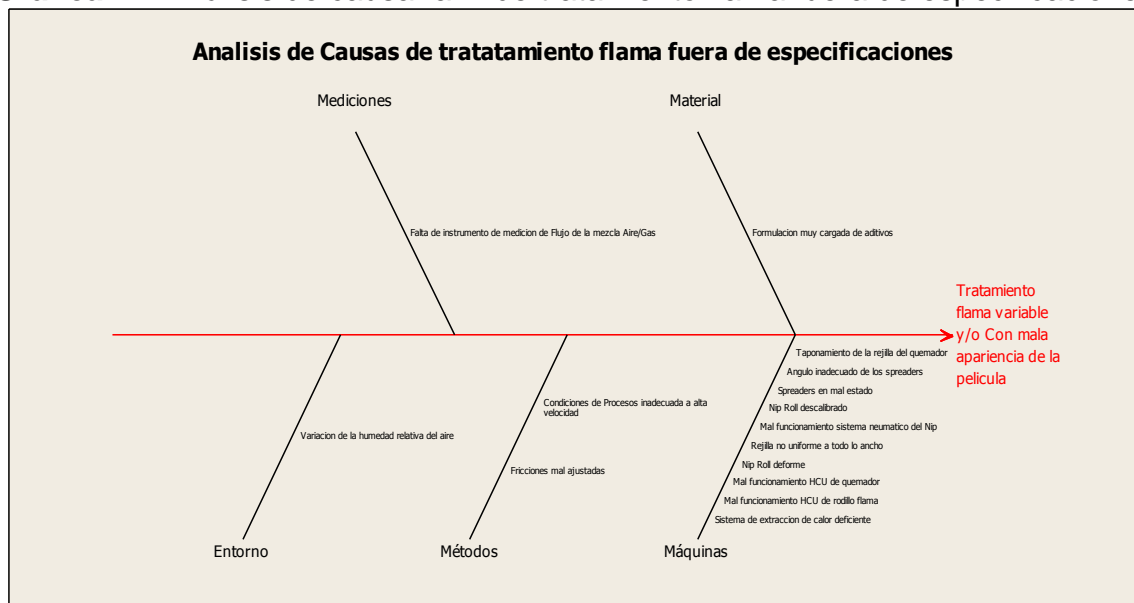 Analisis de Causas de tratatamiento flama fuera de especificaciones
Mediciones
Material
Falta de instrumento de medicion de Flujo de la mezcla Aire/Gas
Formulacion muy cargada de aditivos
Tratamiento
flama variable
y/o Con mala
apariencia de la
pelicula
Taponamiento de la rejilla del quemador
Angulo inadecuado de los spreaders
Spreaders en mal estado
Nip Roll descalibrado
Mal funcionamiento sistema neumatico del Nip
Rejilla no uniforme a todo lo ancho
Nip Roll deforme
Mal funcionamiento HCU de quemador
Mal funcionamiento HCU de rodillo flama
Sistema de extraccion de calor deficiente
Condiciones de Procesos inadecuada a alta
velocidad
Fricciones mal ajustadas
Variacion de la humedad relativa del aire
Entorno
Métodos
Máquinas